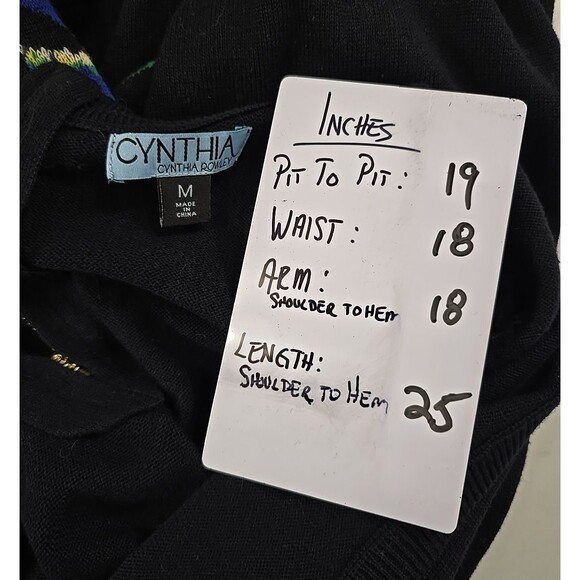 CYNTHIA
CYNTHIA ROWLEY
M
MADE
IN
CHINA
INCHES
PIT TO PIT: 19
WAIST: 18
ARM:
SHOULDER TO HEM 18
LENGTH:
SHOULDER TO HEM 25